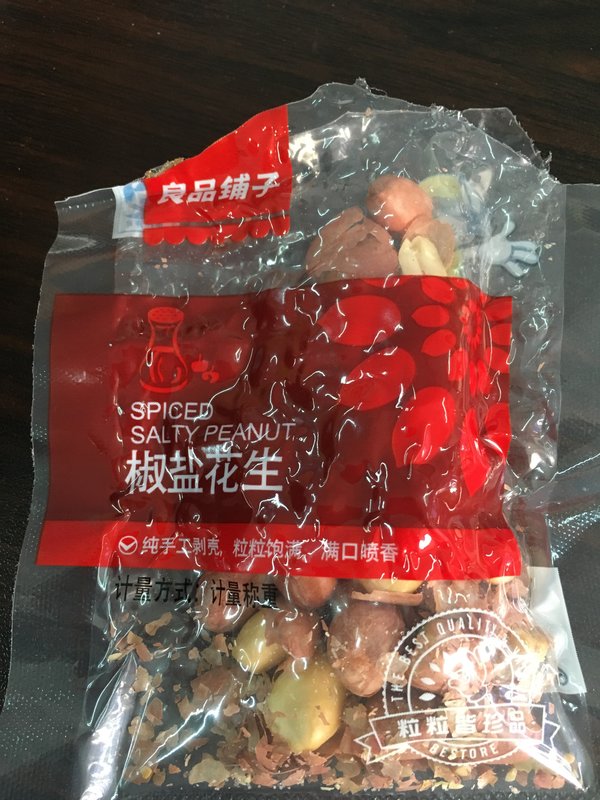 良品铺子
SPICED
SALTY PEANUT
椒盐花生
纯手工剥壳 粒粒饱满 满口喷香
计量方式：计量称重
THE BEST QUALITY
粒粒皆珍品
BESTORE